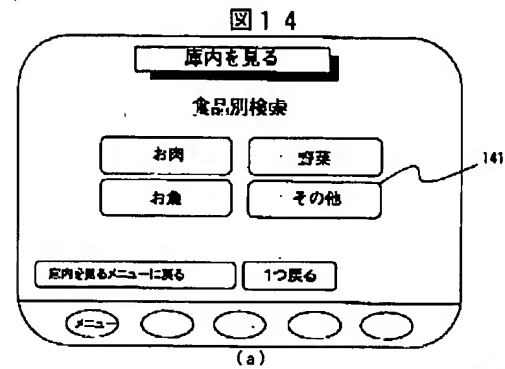 図14
庫内を見る
食品別検索
お肉 野菜
141
お魚 その他
庫内を見るメニューに戻る 1つ戻る
メニュー
(a)